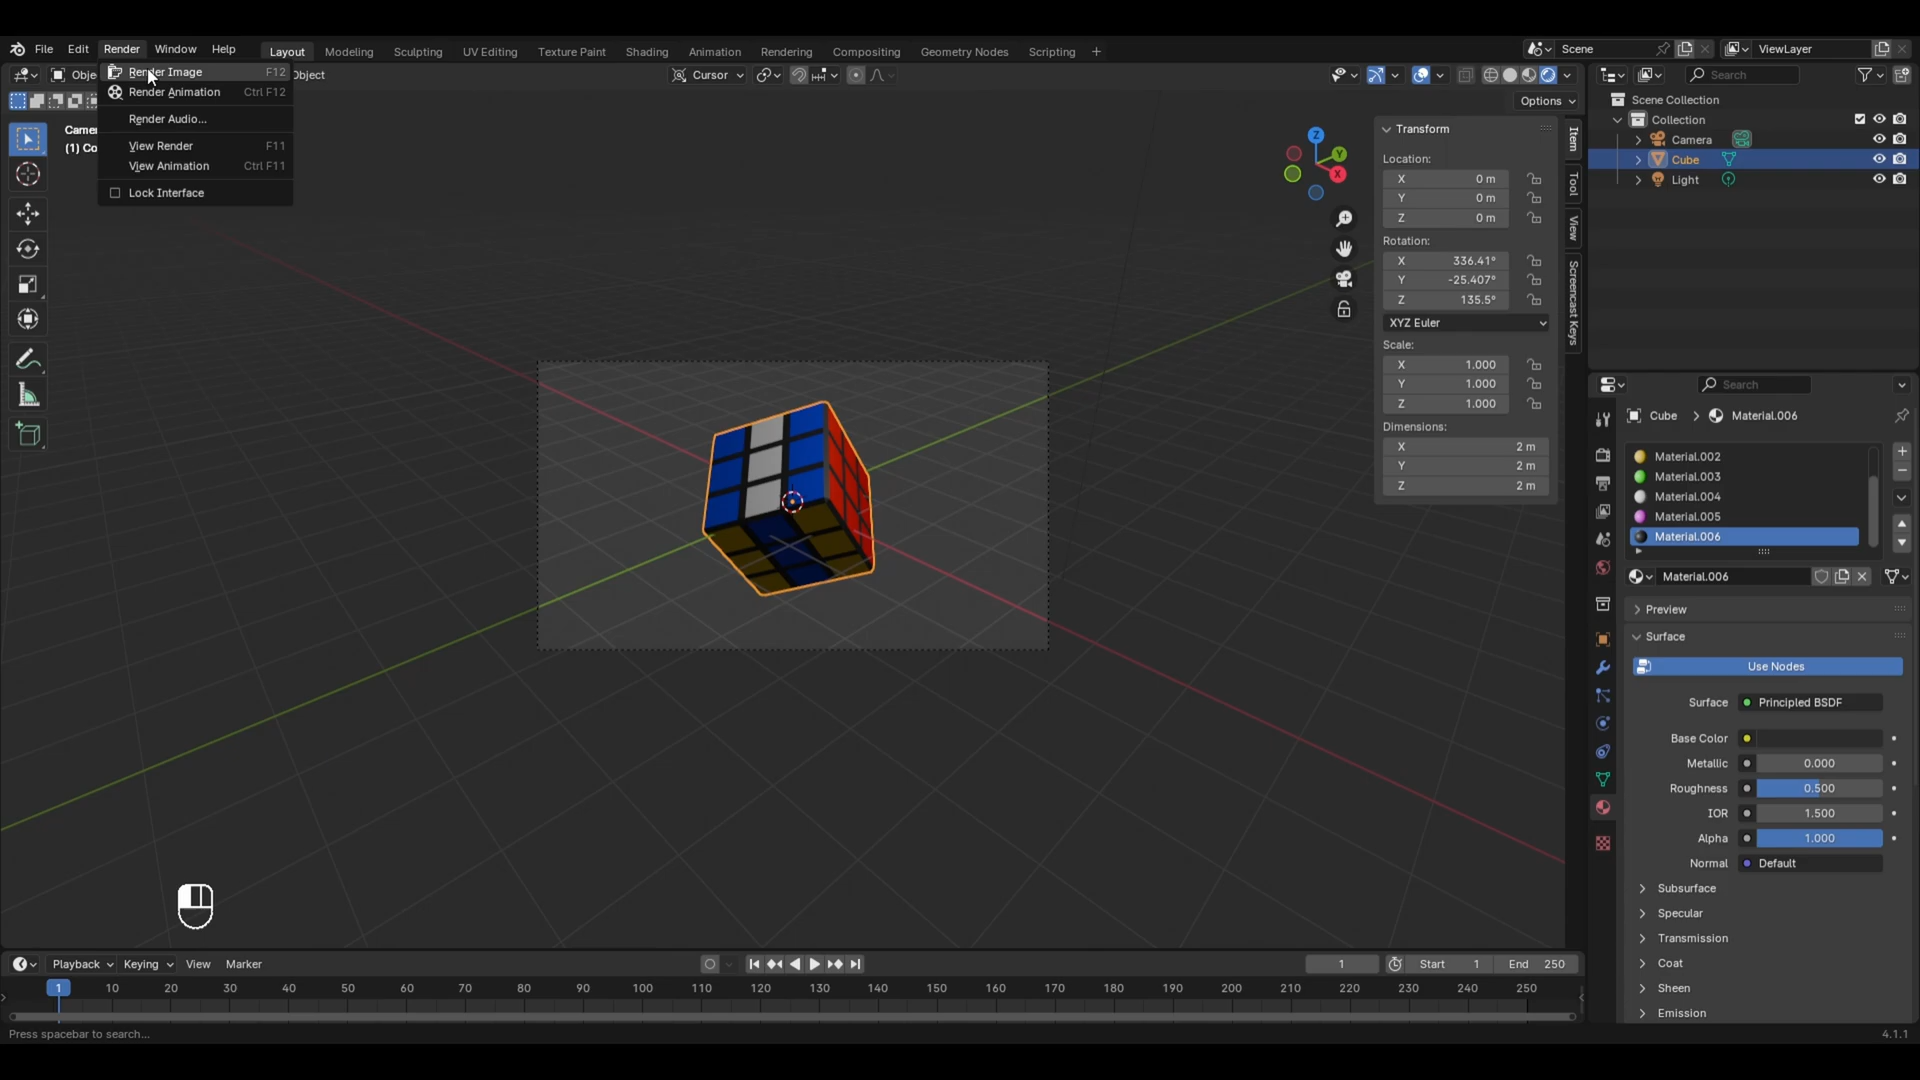 File Edit Render Window Help Layout Modeling Sculpting UV Editing Texture Paint Shading Animation Rendering Compositing Geometry Nodes Scripting + Scene ViewLayer
Obje
Object
Cursor
Search
Render Image F12
Render Animation Ctrl F12
Render Audio...
View Render F11
View Animation Ctrl F11
Lock Interface
Options
Came
(1) Co
Z
Y
X
Transform
Location:
X 0 m
Y 0 m
Z 0 m
Rotation:
X 336.41°
Y -25.407°
Z 135.5°
XYZ Euler
Scale:
X 1.000
Y 1.000
Z 1.000
Dimensions:
X 2 m
Y 2 m
Z 2 m
Item
Tool
View
Screencast Keys
Scene Collection
Collection
Camera
Cube
Light
Search
Cube > Material.006
Material.002
Material.003
Material.004
Material.005
Material.006
Material.006
Preview
Surface
Use Nodes
Surface Principled BSDF
Base Color
Metallic 0.000
Roughness 0.500
IOR 1.500
Alpha 1.000
Normal Default
Subsurface
Specular
Transmission
Coat
Sheen
Emission
Playback Keying View Marker 1 Start 1 End 250
1 10 20 30 40 50 60 70 80 90 100 110 120 130 140 150 160 170 180 190 200 210 220 230 240 250
Press spacebar to search... 4.1.1